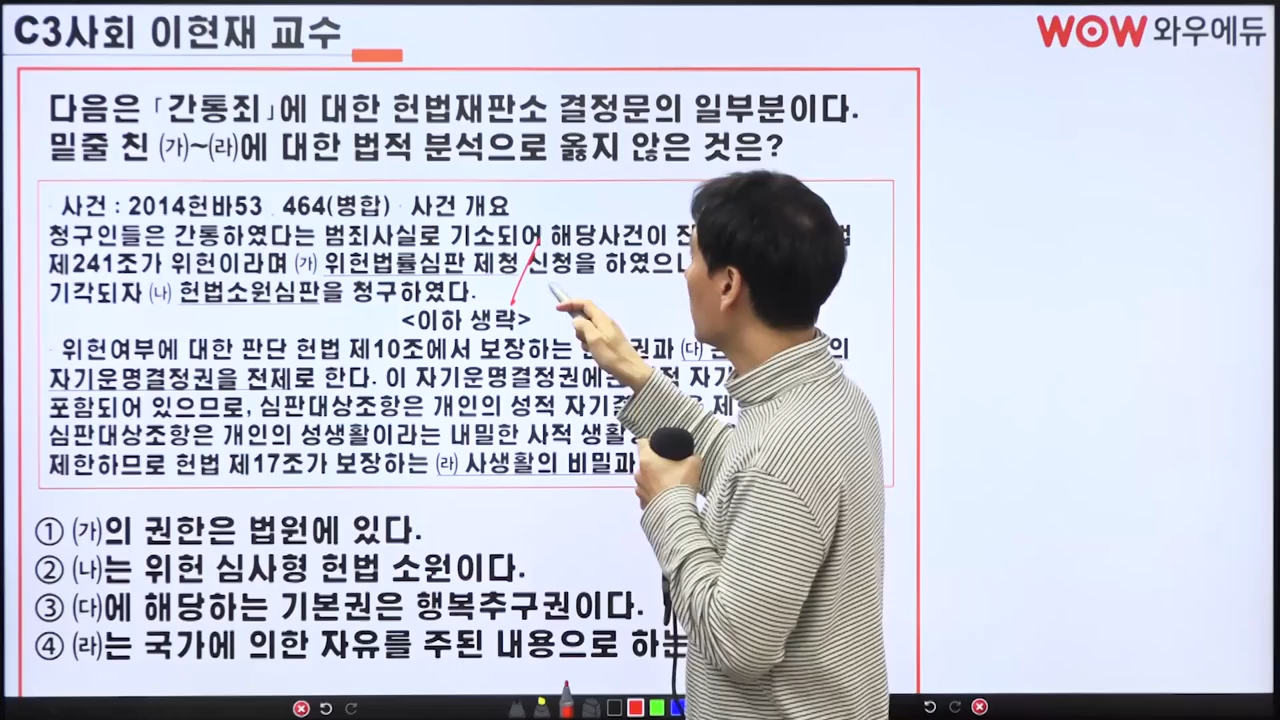 C3사회 이현재 교수
WOW 와우에듀
다음은 「간통죄」에 대한 헌법재판소 결정문의 일부분이다.
밑줄 친 ㈎~㈑에 대한 법적 분석으로 옳지 않은 것은?
사건 : 2014헌바53 464(병합) 사건 개요
청구인들은 간통하였다는 범죄사실로 기소되어 해당사건이
제241조가 위헌이라며 ㈎ 위헌법률심판 제청 신청을 하였으나
기각되자 ㈏ 헌법소원심판을 청구하였다.
<이하 생략>
위헌여부에 대한 판단 헌법 제10조에서 보장하는 ㈐
자기운명결정권을 전제로 한다. 이 자기운명결정권에는
포함되어 있으므로, 심판대상조항은 개인의 성적
심판대상조항은 개인의 성생활이라는 내밀한 사적
제한하므로 헌법 제17조가 보장하는 ㈑ 사생활의 비밀과
① ㈎의 권한은 법원에 있다.
② ㈏는 위헌 심사형 헌법 소원이다.
③ ㈐에 해당하는 기본권은 행복추구권이다.
④ ㈑는 국가에 의한 자유를 주된 내용으로 하는